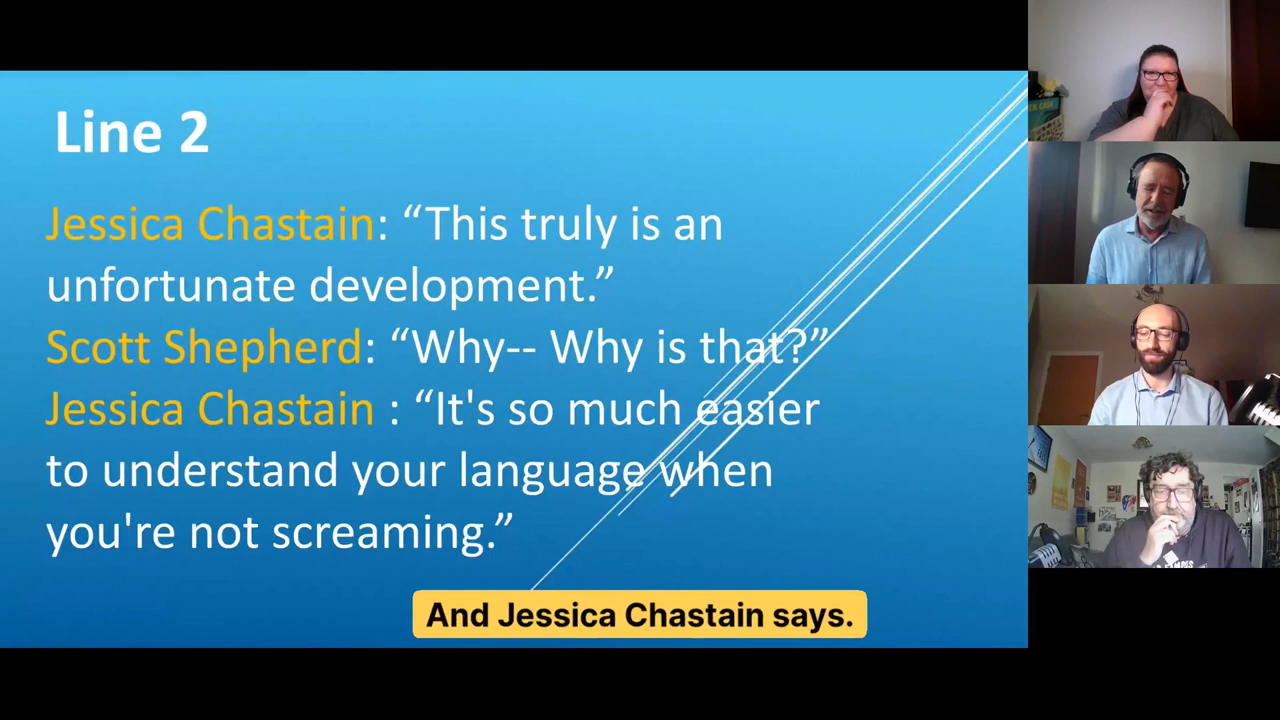 Line 2
Jessica Chastain: “This truly is an
unfortunate development.”
Scott Shepherd: “Why-- Why is that?”
Jessica Chastain : “It's so much easier
to understand your language when
you're not screaming.”
And Jessica Chastain says.